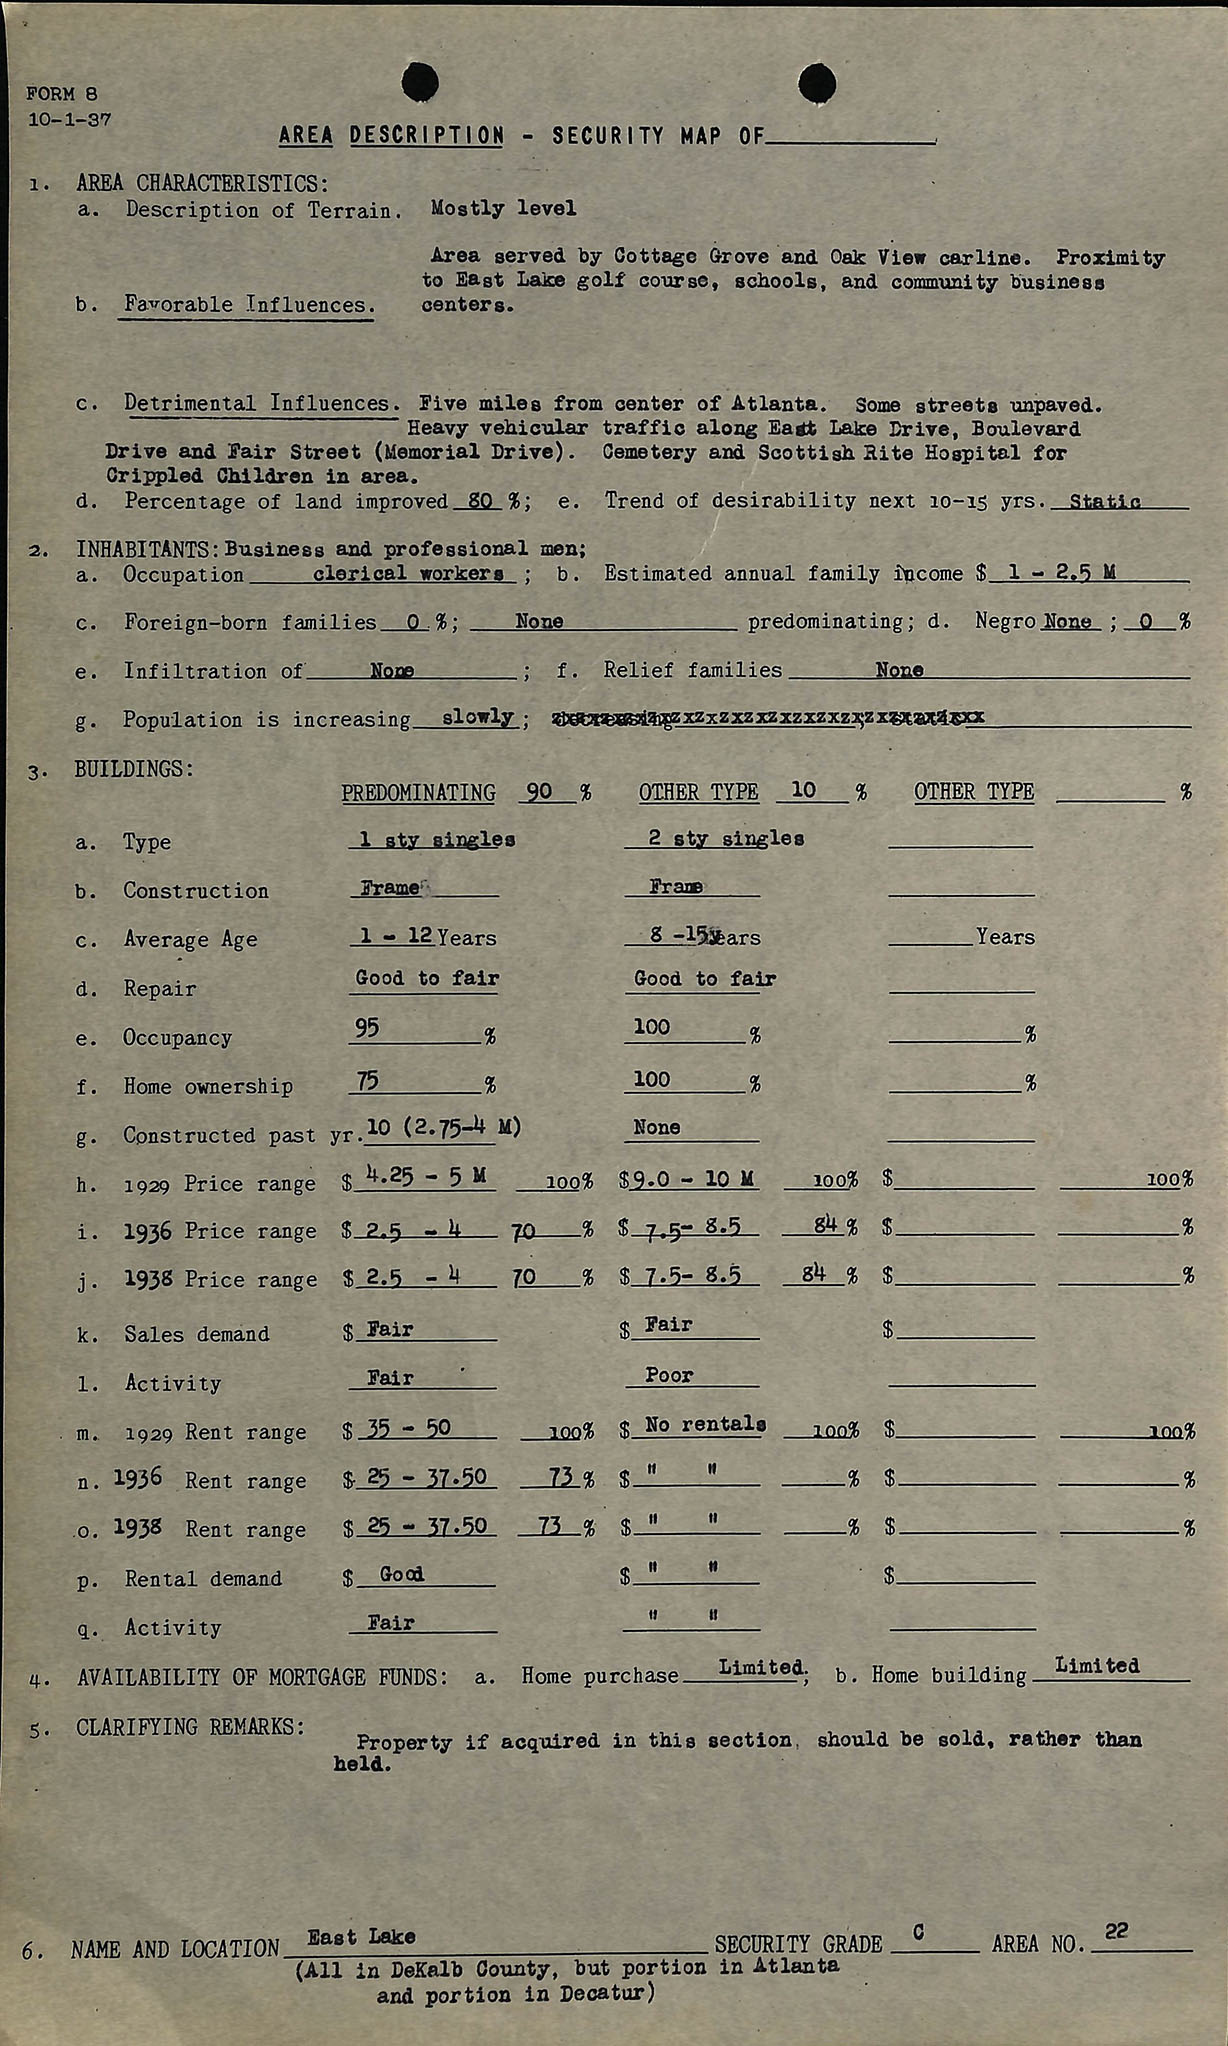 FORM 8
10-1-37
AREA DESCRIPTION - SECURITY MAP OF____________.
1. AREA CHARACTERISTICS:
a. Description of Terrain. Mostly level
Area served by Cottage Grove and Oak View carline. Proximity
to East Lake golf course, schools, and community business
b. Favorable Influences. centers.
c. Detrimental Influences. Five miles from center of Atlanta. Some streets unpaved.
Heavy vehicular traffic along East Lake Drive, Boulevard
Drive and Fair Street (Memorial Drive). Cemetery and Scottish Rite Hospital for
Crippled Children in area.
d. Percentage of land improved 80 %; e. Trend of desirability next 10-15 yrs. Static
2. INHABITANTS: Business and professional men;
a. Occupation clerical workers ; b. Estimated annual family income $ 1 - 2.5 M
c. Foreign-born families 0 %; None predominating; d. Negro None ; 0 %
e. Infiltration of None ; f. Relief families None
g. Population is increasing slowly ;
3. BUILDINGS:
PREDOMINATING 90 % OTHER TYPE 10 % OTHER TYPE ____ %
a. Type 1 sty singles 2 sty singles
b. Construction Frame Frame
c. Average Age 1 - 12 Years 8 -15 years ____ Years
d. Repair Good to fair Good to fair
e. Occupancy 95 % 100 % ____ %
f. Home ownership 75 % 100 % ____ %
g. Constructed past yr. 10 (2.75-4 M) None
h. 1929 Price range $ 4.25 - 5 M 100% $ 9.0 - 10 M 100% $ ____ 100%
i. 1936 Price range $ 2.5 - 4 70 % $ 7.5- 8.5 84 % $ ____ %
j. 1938 Price range $ 2.5 - 4 70 % $ 7.5- 8.5 84 % $ ____ %
k. Sales demand $ Fair $ Fair $ ____
l. Activity Fair Poor
m. 1929 Rent range $ 35 - 50 100% $ No rentals 100% $ ____ 100%
n. 1936 Rent range $ 25 - 37.50 73 % $ " " % $ ____ %
o. 1938 Rent range $ 25 - 37.50 73 % $ " " % $ ____ %
p. Rental demand $ Good $ " " $ ____
q. Activity Fair " "
4. AVAILABILITY OF MORTGAGE FUNDS: a. Home purchase Limited; b. Home building Limited
5. CLARIFYING REMARKS:
Property if acquired in this section, should be sold, rather than
held.
6. NAME AND LOCATION East Lake SECURITY GRADE C AREA NO. 22
(All in DeKalb County, but portion in Atlanta
and portion in Decatur)